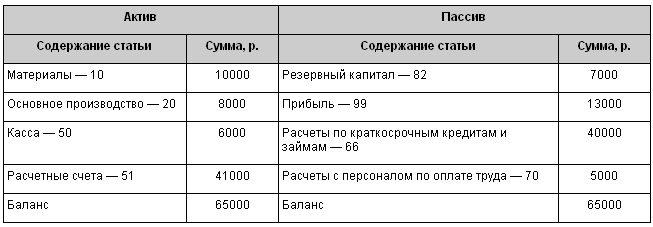 Актив Пассив
Содержание статьи Сумма, р. Содержание статьи Сумма, р.
Материалы — 10 10000 Резервный капитал — 82 7000
Основное производство — 20 8000 Прибыль — 99 13000
Касса — 50 6000 Расчеты по краткосрочным кредитам и 40000
займам — 66
Расчетные счета — 51 41000 Расчеты с персоналом по оплате труда — 70 5000
Баланс 65000 Баланс 65000